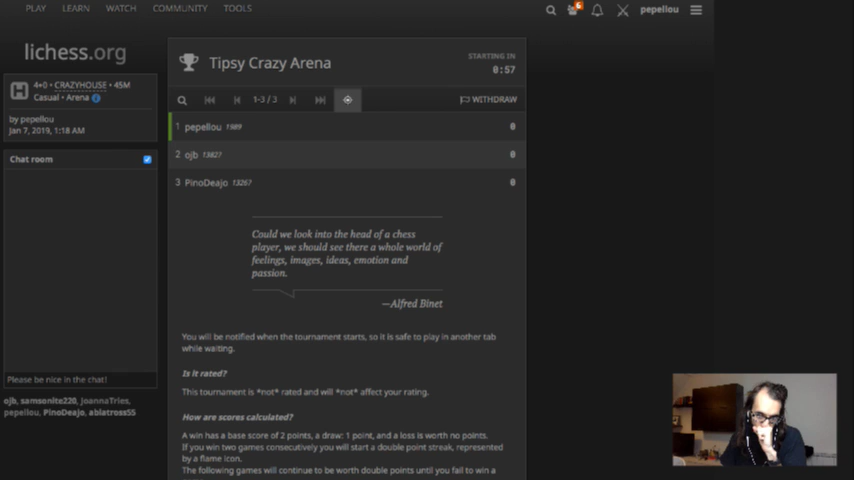 PLAY LEARN WATCH COMMUNITY TOOLS
6 pepellou
lichess.org
4+0 • CRAZYHOUSE • 45M
Casual • Arena
by pepellou
Jan 7, 2019, 1:18 AM
Chat room
Please be nice in the chat!
ojb, samsonite220, JoannaTries,
pepellou, PinoDeajo, ablatross55
Tipsy Crazy Arena
STARTING IN
0:57
1-3 / 3
WITHDRAW
1 pepellou 1989 0
2 ojb 1382? 0
3 PinoDeajo 1326? 0
Could we look into the head of a chess
player, we should see there a whole world of
feelings, images, ideas, emotion and
passion.
—Alfred Binet
You will be notified when the tournament starts, so it is safe to play in another tab
while waiting.
Is it rated?
This tournament is *not* rated and will *not* affect your rating.
How are scores calculated?
A win has a base score of 2 points, a draw: 1 point, and a loss is worth no points.
If you win two games consecutively you will start a double point streak, represented
by a flame icon.
The following games will continue to be worth double points until you fail to win a